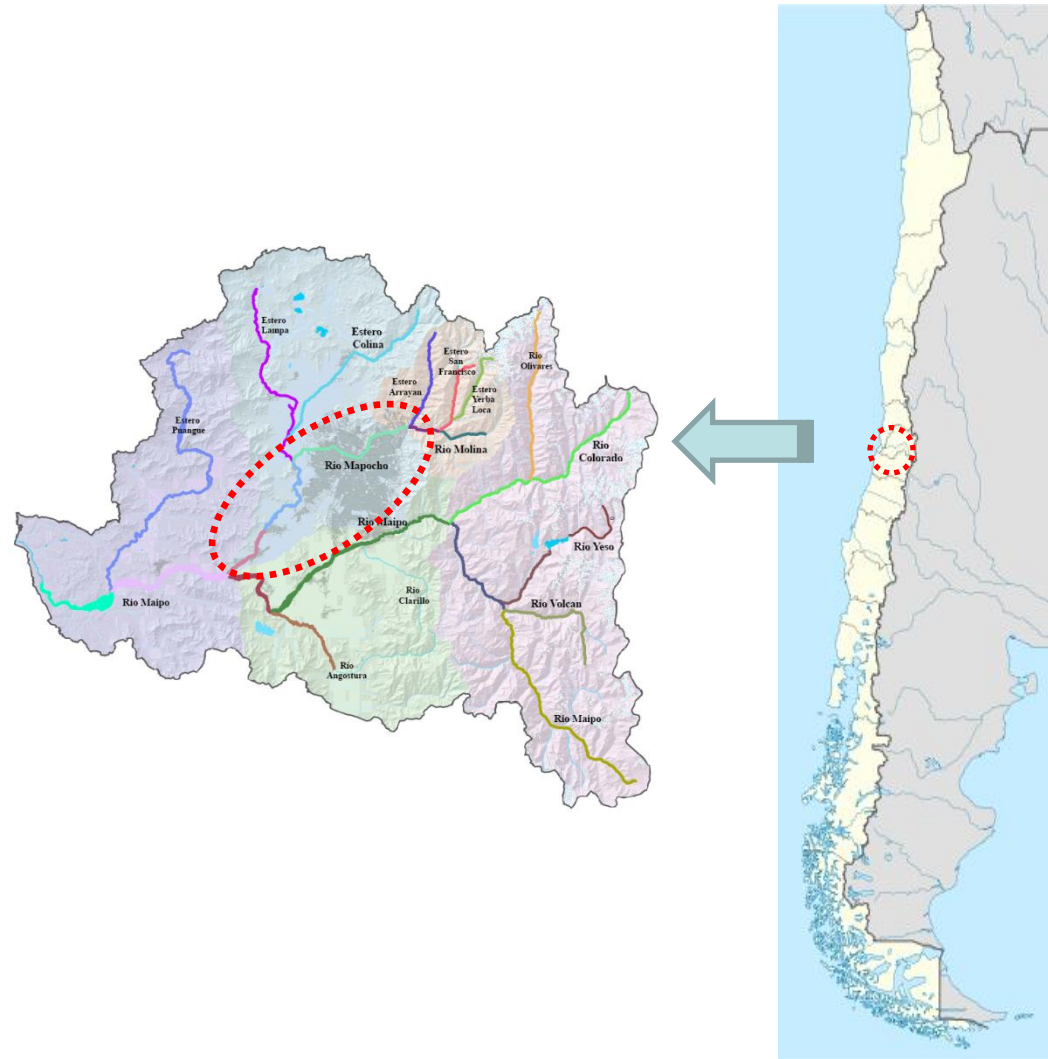 Estero
Lampa
Estero
Colina
Estero
San
Francisco
Rio
Olivares
Estero
Arrayan
Estero
Yerba
Loca
Estero
Puangue
Rio Mapocho
Rio Molina
Rio
Colorado
Rio Maipo
Rio Yeso
Rio
Clarillo
Rio Maipo
Rio Volcan
Rio
Angostura
Rio Maipo